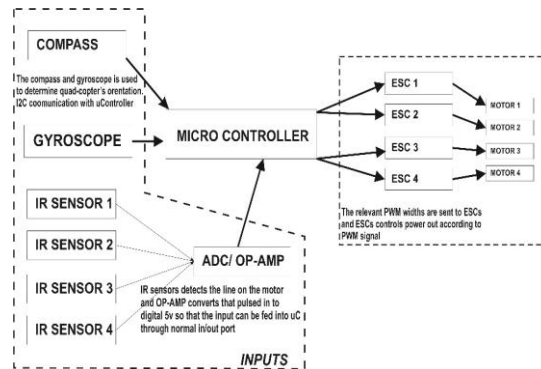 COMPASS
The compass and gyroscope is used
to determine quad-copter's orentation.
I2C coomunication with uController
GYROSCOPE
MICRO CONTROLLER
ESC 1
ESC 2
ESC 3
ESC 4
MOTOR 1
MOTOR 2
MOTOR 3
MOTOR 4
The relevant PWM widths are sent to ESCs
and ESCs controls power out according to
PWM signal
IR SENSOR 1
IR SENSOR 2
IR SENSOR 3
IR SENSOR 4
ADC/ OP-AMP
IR sensors detects the line on the motor
and OP-AMP converts that pulsed in to
digital 5v so that the input can be fed into uC
through normal in/out port
INPUTS